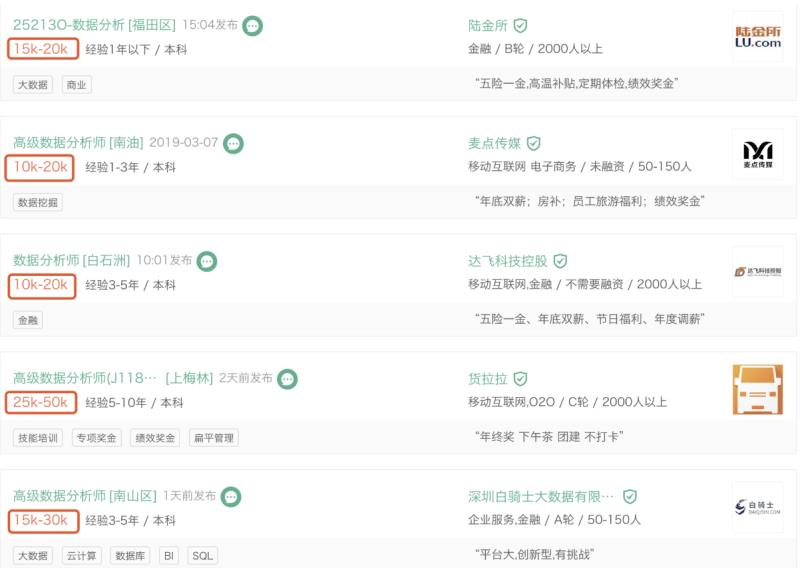 25213O-数据分析 [福田区] 15:04发布
陆金所
15k-20k 经验1年以下 / 本科
金融 / B轮 / 2000人以上
陆金所
LU.com
大数据 商业
“五险一金,高温补贴,定期体检,绩效奖金”
高级数据分析师 [南油] 2019-03-07
麦点传媒
10k-20k 经验1-3年 / 本科
移动互联网 电子商务 / 未融资 / 50-150人
麦点传媒
数据挖掘
“年底双薪；房补；员工旅游福利；绩效奖金”
数据分析师 [白石洲] 10:01发布
达飞科技控股
10k-20k 经验3-5年 / 本科
移动互联网,金融 / 不需要融资 / 2000人以上
达飞科技控股
金融
“五险一金、年底双薪、节日福利、年度调薪”
高级数据分析师(J118··· [上梅林] 2天前发布
货拉拉
25k-50k 经验5-10年 / 本科
移动互联网,O2O / C轮 / 2000人以上
技能培训 专项奖金 绩效奖金 扁平管理
“年终奖 下午茶 团建 不打卡”
高级数据分析师 [南山区] 1天前发布
深圳白骑士大数据有限···
15k-30k 经验3-5年 / 本科
企业服务,金融 / A轮 / 50-150人
白骑士
BAIQISHI.COM
大数据 云计算 数据库 BI SQL
“平台大,创新型,有挑战”